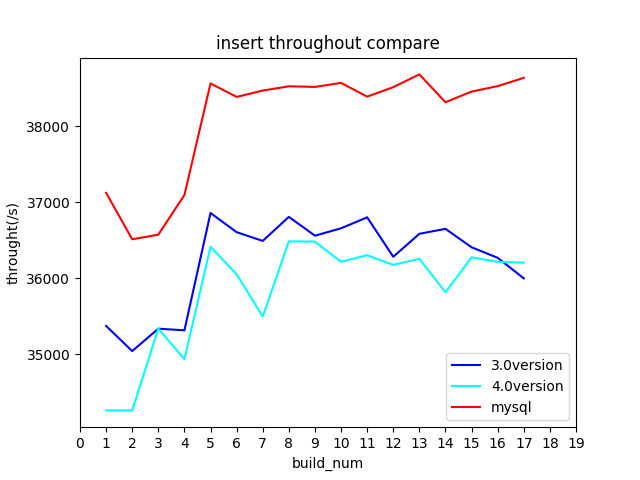 insert throughout compare
38000
37000
36000
35000
throught(/s)
3.0version
4.0version
mysql
0 1 2 3 4 5 6 7 8 9 10 11 12 13 14 15 16 17 18 19
build_num